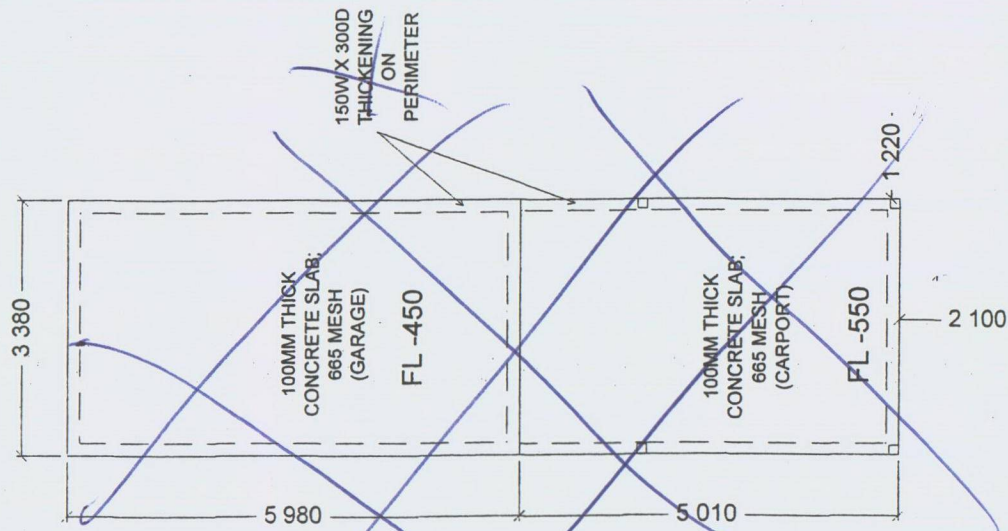 150W X 300D
THICKENING
ON
PERIMETER
3 380
1 220
100MM THICK
CONCRETE SLAB;
665 MESH
(GARAGE)
FL -450
100MM THICK
CONCRETE SLAB;
665 MESH
(CARPORT)
FL -550
2 100
5 980
5 010